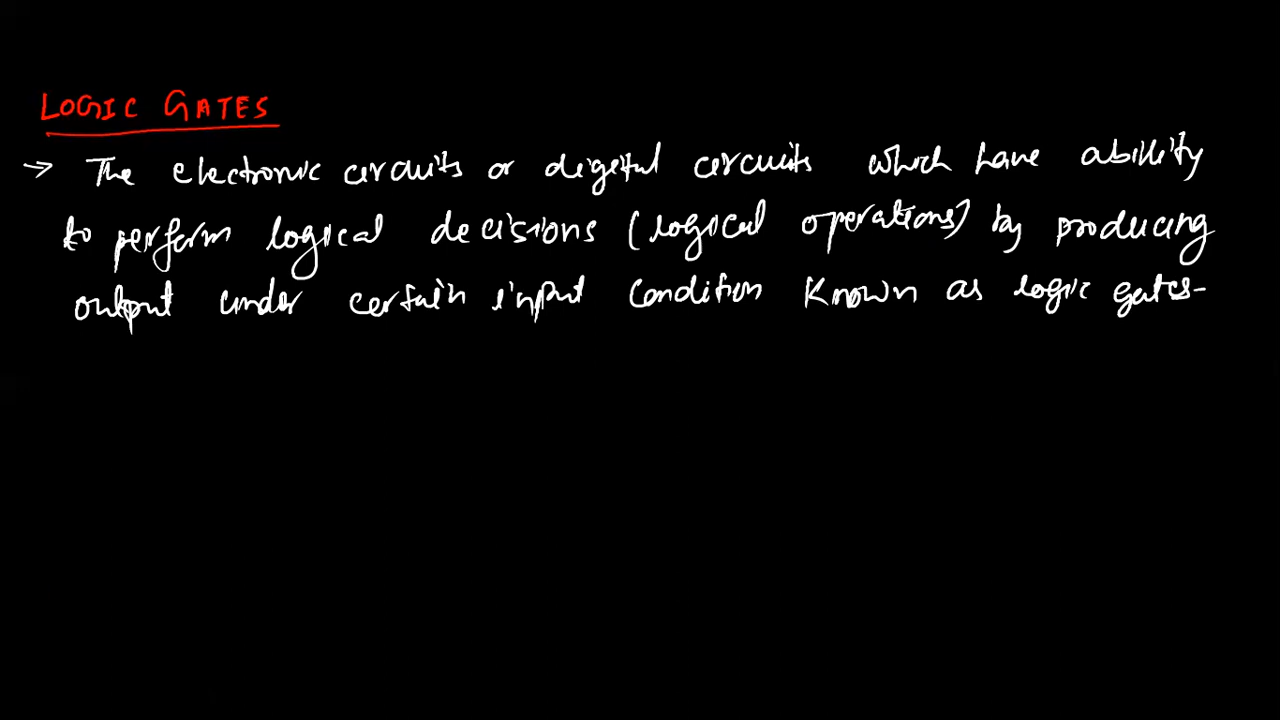 LOGIC GATES
→ The electronic circuits or digital circuits which have ability
to perform logical decisions (logical operations) by producing
output under certain input condition known as logic gates-